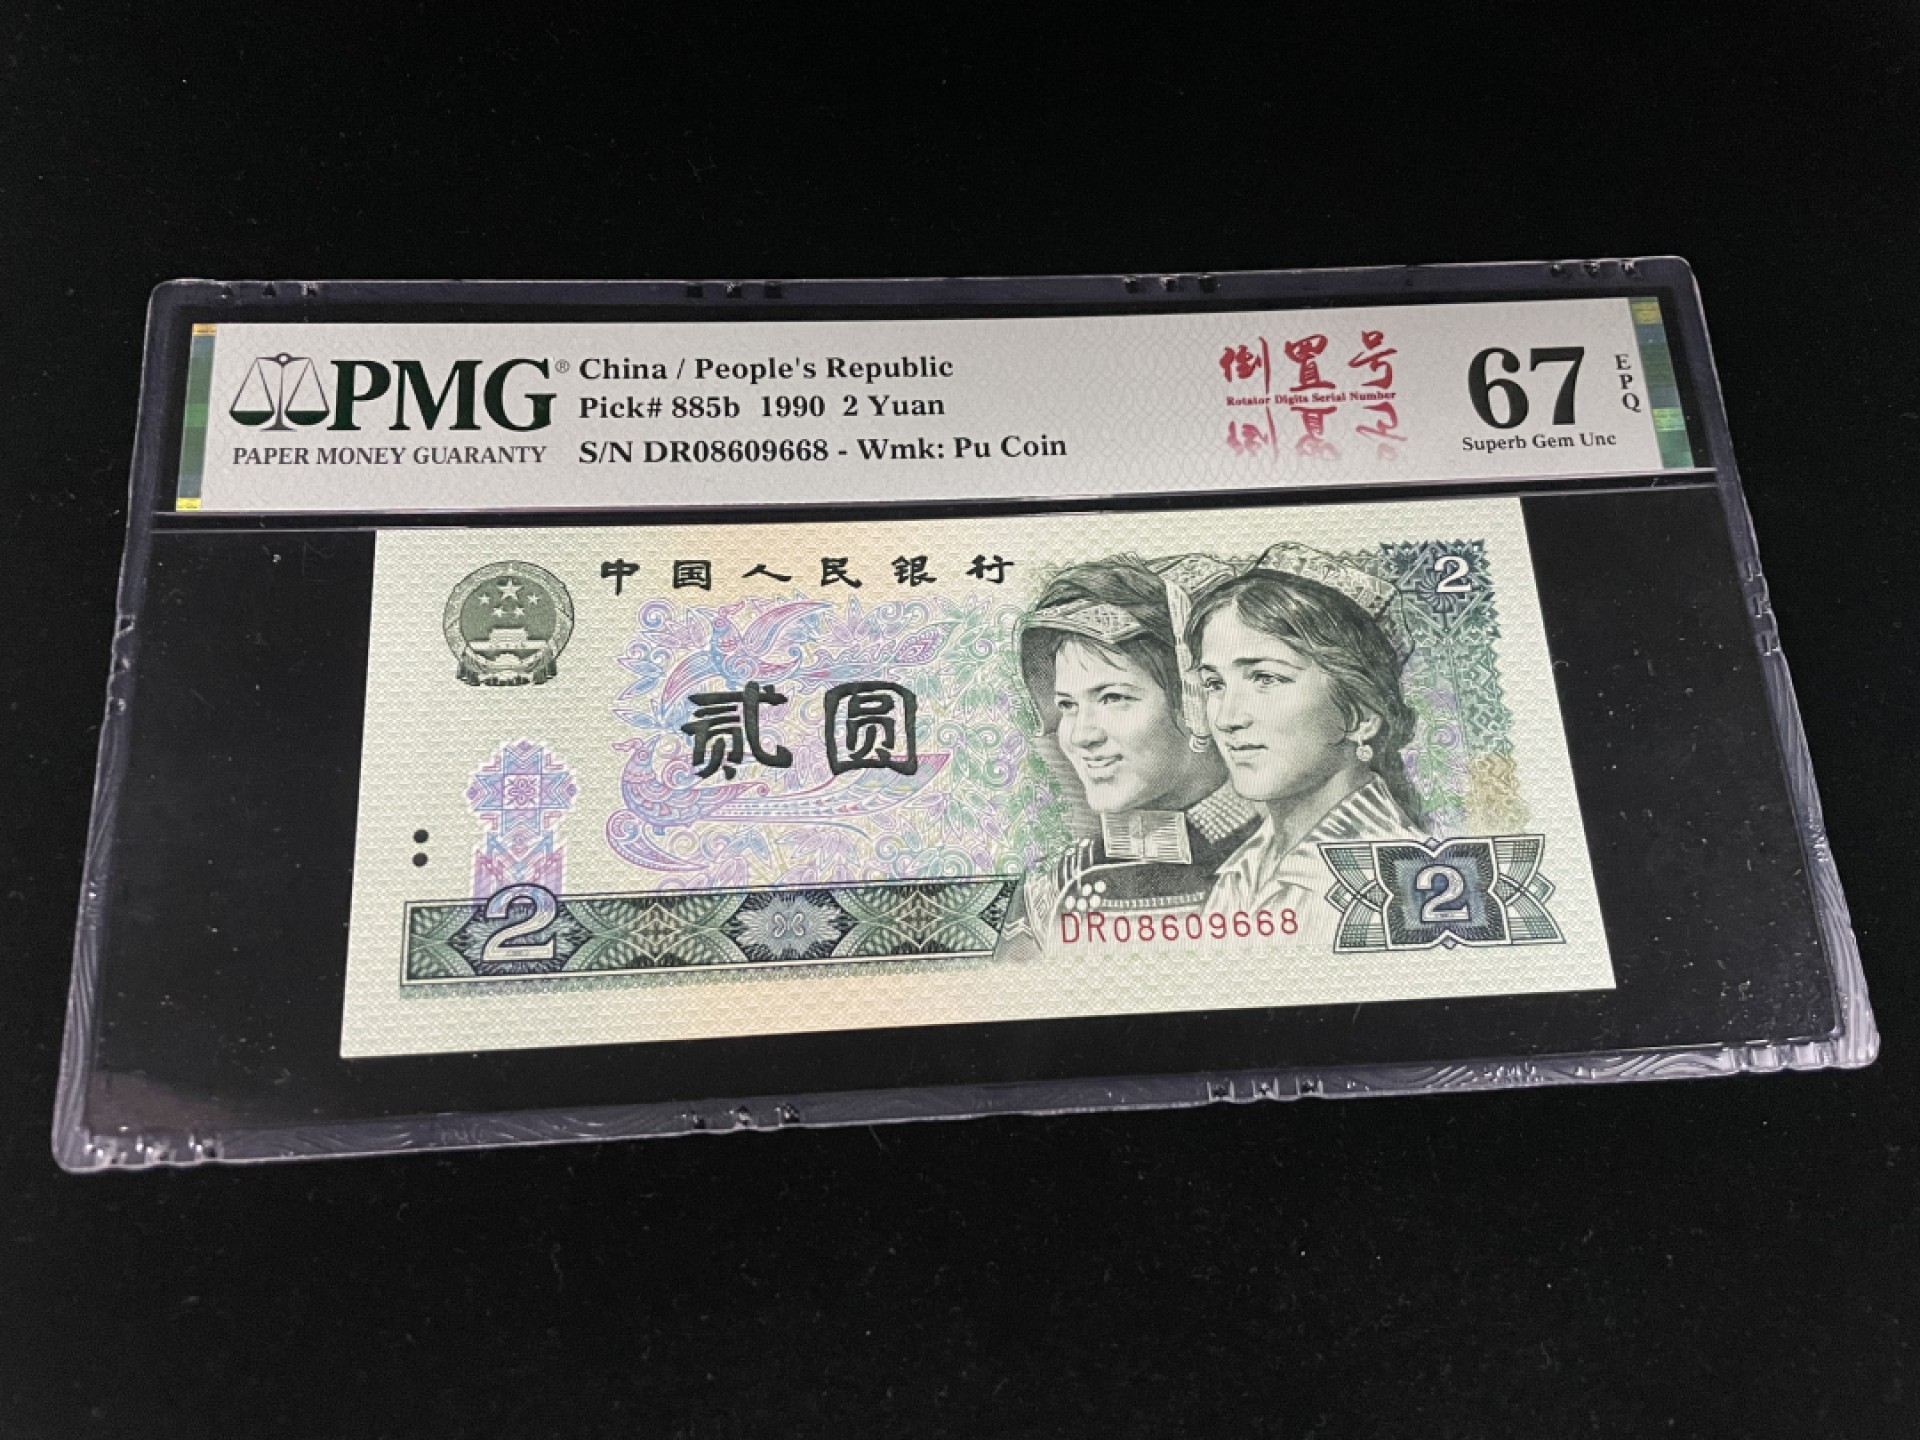 PMG®
PAPER MONEY GUARANTY
China / People's Republic
Pick# 885b 1990 2 Yuan
S/N DR08609668 - Wmk: Pu Coin
倒置号
Rotator Digits Serial Number
67
EPQ
Superb Gem Unc
中国人民银行
2
贰圆
2
DR08609668
2